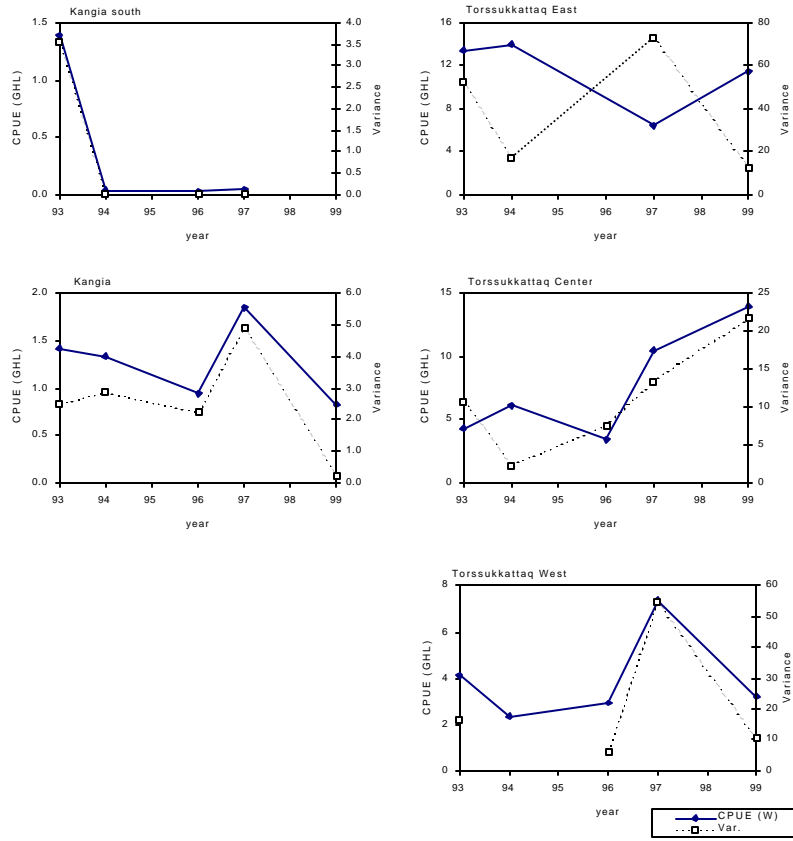 Kangia south
1.5
1.0
0.5
0.0
4.0
3.5
3.0
2.5
2.0
1.5
1.0
0.5
0.0
CPUE (GHL)
Variance
93 94 95 96 97 98 99
year
Torssukkattaq East
16
12
8
4
0
80
60
40
20
0
CPUE (GHL)
Variance
93 94 95 96 97 98 99
year
Kangia
2.0
1.5
1.0
0.5
0.0
6.0
5.0
4.0
3.0
2.0
1.0
0.0
CPUE (GHL)
Variance
93 94 95 96 97 98 99
year
Torssukkattaq Center
15
10
5
0
25
20
15
10
5
0
CPUE (GHL)
Variance
93 94 95 96 97 98 99
year
Torssukkattaq West
8
6
4
2
0
60
50
40
30
20
10
0
CPUE (GHL)
Variance
93 94 95 96 97 98 99
year
CPUE (W)
Var.